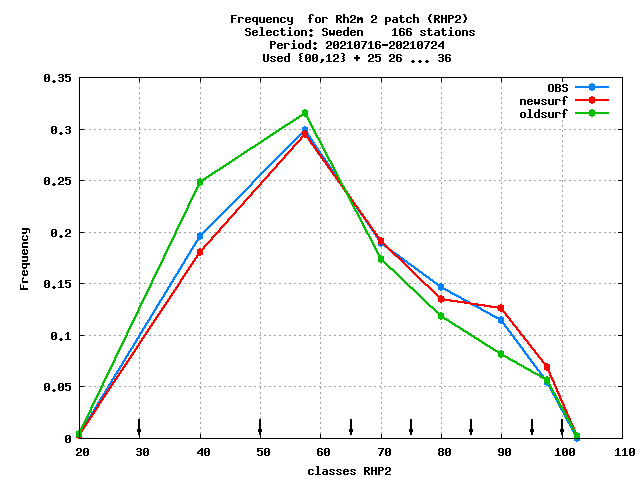 Frequency  for Rh2m 2 patch (RHP2)
Selection: Sweden    166 stations
Period: 20210716-20210724
Used {00,12} + 25 26 ... 36
OBS
newsurf
oldsurf
0.35
0.3
0.25
0.2
0.15
0.1
0.05
0
Frequency
20 30 40 50 60 70 80 90 100 110
classes RHP2